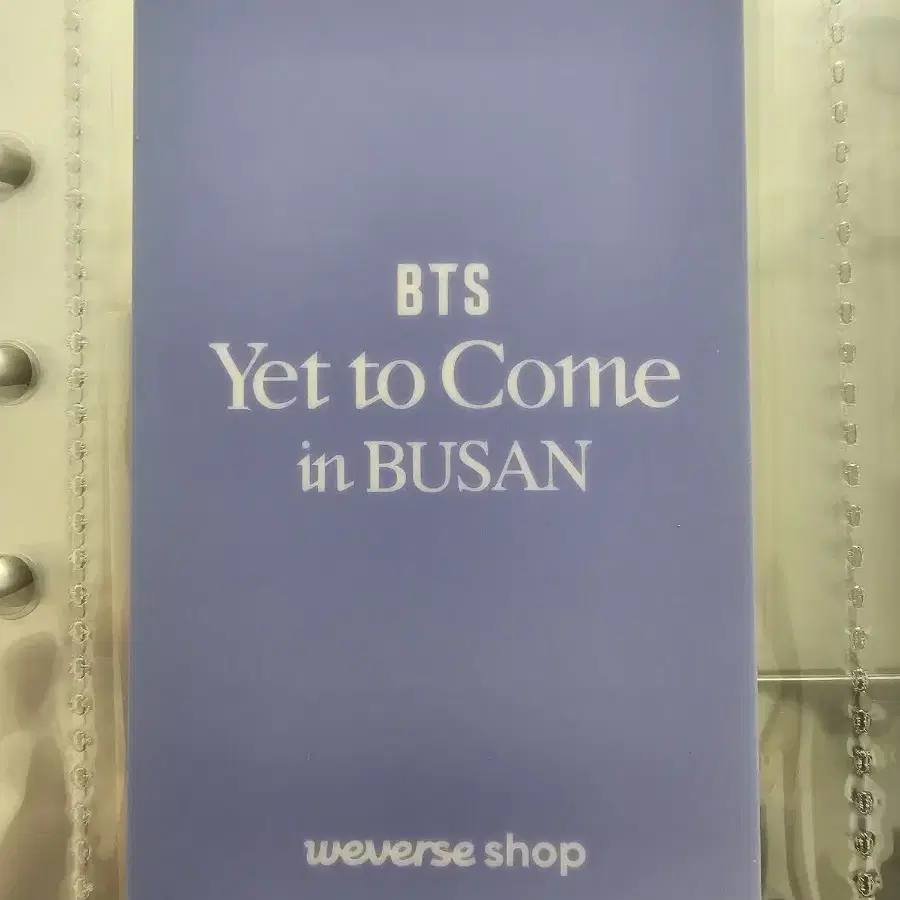 BTS
Yet to Come
in BUSAN
weverse shop